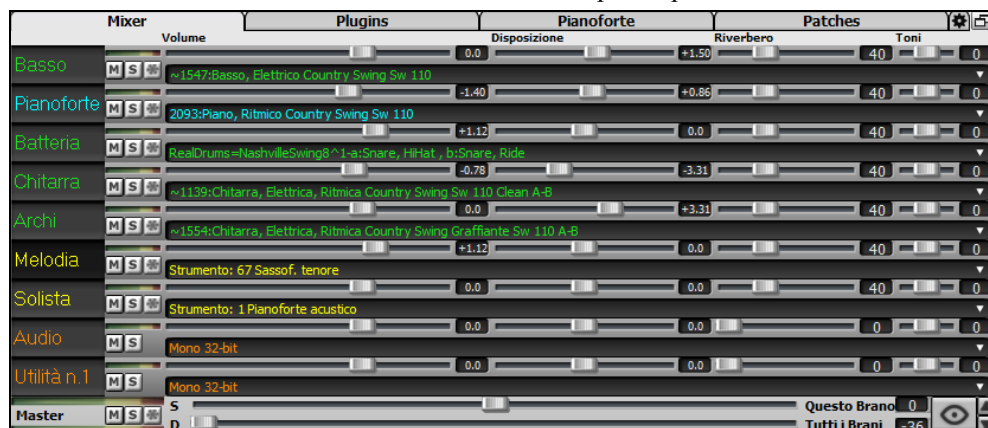 Mixer Plugins Pianoforte Patches
Volume Disposizione Riverbero Toni
Basso M S 0.0 +1.50 40 0
~1547:Basso, Elettrico Country Swing Sw 110
Pianoforte M S -1.40 +0.86 40 0
2093:Piano, Ritmico Country Swing Sw 110
Batteria M S +1.12 0.0 40 0
RealDrums=NashvilleSwing8^1-a:Snare, HiHat , b:Snare, Ride
Chitarra M S -0.78 -3.31 40 0
~1139:Chitarra, Elettrica, Ritmica Country Swing Sw 110 Clean A-B
Archi M S 0.0 +3.31 40 0
~1554:Chitarra, Elettrica, Ritmica Country Swing Graffiante Sw 110 A-B
Melodia M S +1.12 0.0 40 0
Strumento: 67 Sassof. tenore
Solista M S 0.0 0.0 40 0
Strumento: 1 Pianoforte acustico
Audio M S 0.0 0.0 0 0
Mono 32-bit
Utilità n.1 M S 0.0 0.0 0 0
Mono 32-bit
Master M S S Questo Brano 0
D Tutti i Brani -36